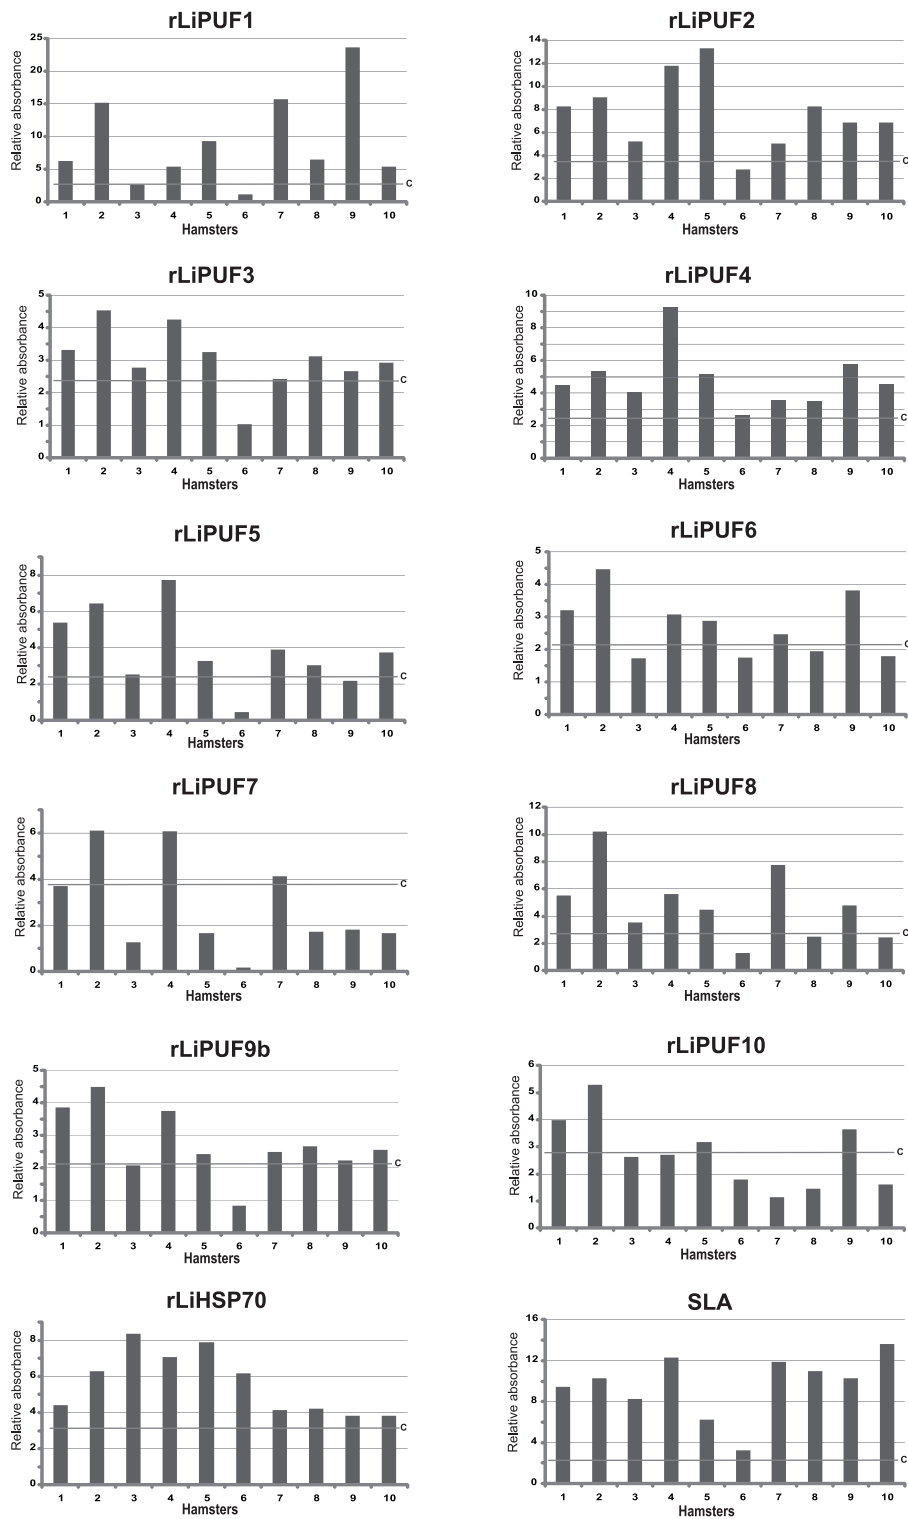 rLiPUF1
Relative absorbance
25
20
15
10
5
0
C
1 2 3 4 5 6 7 8 9 10
Hamsters
rLiPUF2
Relative absorbance
14
12
10
8
6
4
2
0
C
1 2 3 4 5 6 7 8 9 10
Hamsters
rLiPUF3
Relative absorbance
5
4
3
2
1
0
C
1 2 3 4 5 6 7 8 9 10
Hamsters
rLiPUF4
Relative absorbance
10
8
6
4
2
0
C
1 2 3 4 5 6 7 8 9 10
Hamsters
rLiPUF5
Relative absorbance
8
6
4
2
0
C
1 2 3 4 5 6 7 8 9 10
Hamsters
rLiPUF6
Relative absorbance
5
4
3
2
1
0
C
1 2 3 4 5 6 7 8 9 10
Hamsters
rLiPUF7
Relative absorbance
6
4
2
0
C
1 2 3 4 5 6 7 8 9 10
Hamsters
rLiPUF8
Relative absorbance
12
10
8
6
4
2
0
C
1 2 3 4 5 6 7 8 9 10
Hamsters
rLiPUF9b
Relative absorbance
5
4
3
2
1
0
C
1 2 3 4 5 6 7 8 9 10
Hamsters
rLiPUF10
Relative absorbance
6
5
4
3
2
1
0
C
1 2 3 4 5 6 7 8 9 10
Hamsters
rLiHSP70
Relative absorbance
8
6
4
2
0
C
1 2 3 4 5 6 7 8 9 10
Hamsters
SLA
Relative absorbance
16
12
8
4
0
C
1 2 3 4 5 6 7 8 9 10
Hamsters